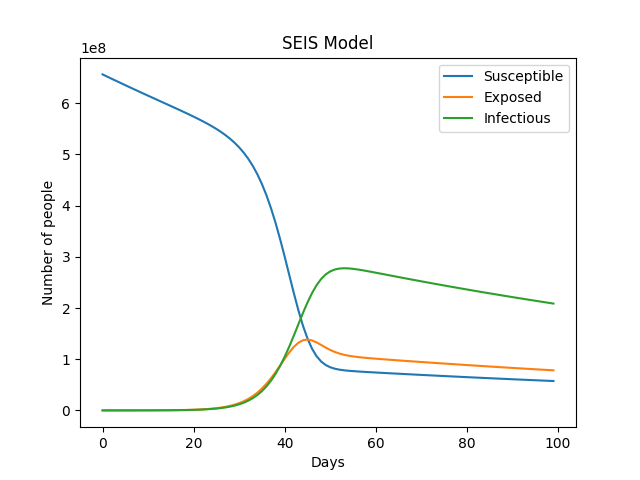 SEIS Model
1e8
Susceptible
Exposed
Infectious
Number of people
6
5
4
3
2
1
0
0 20 40 60 80 100
Days